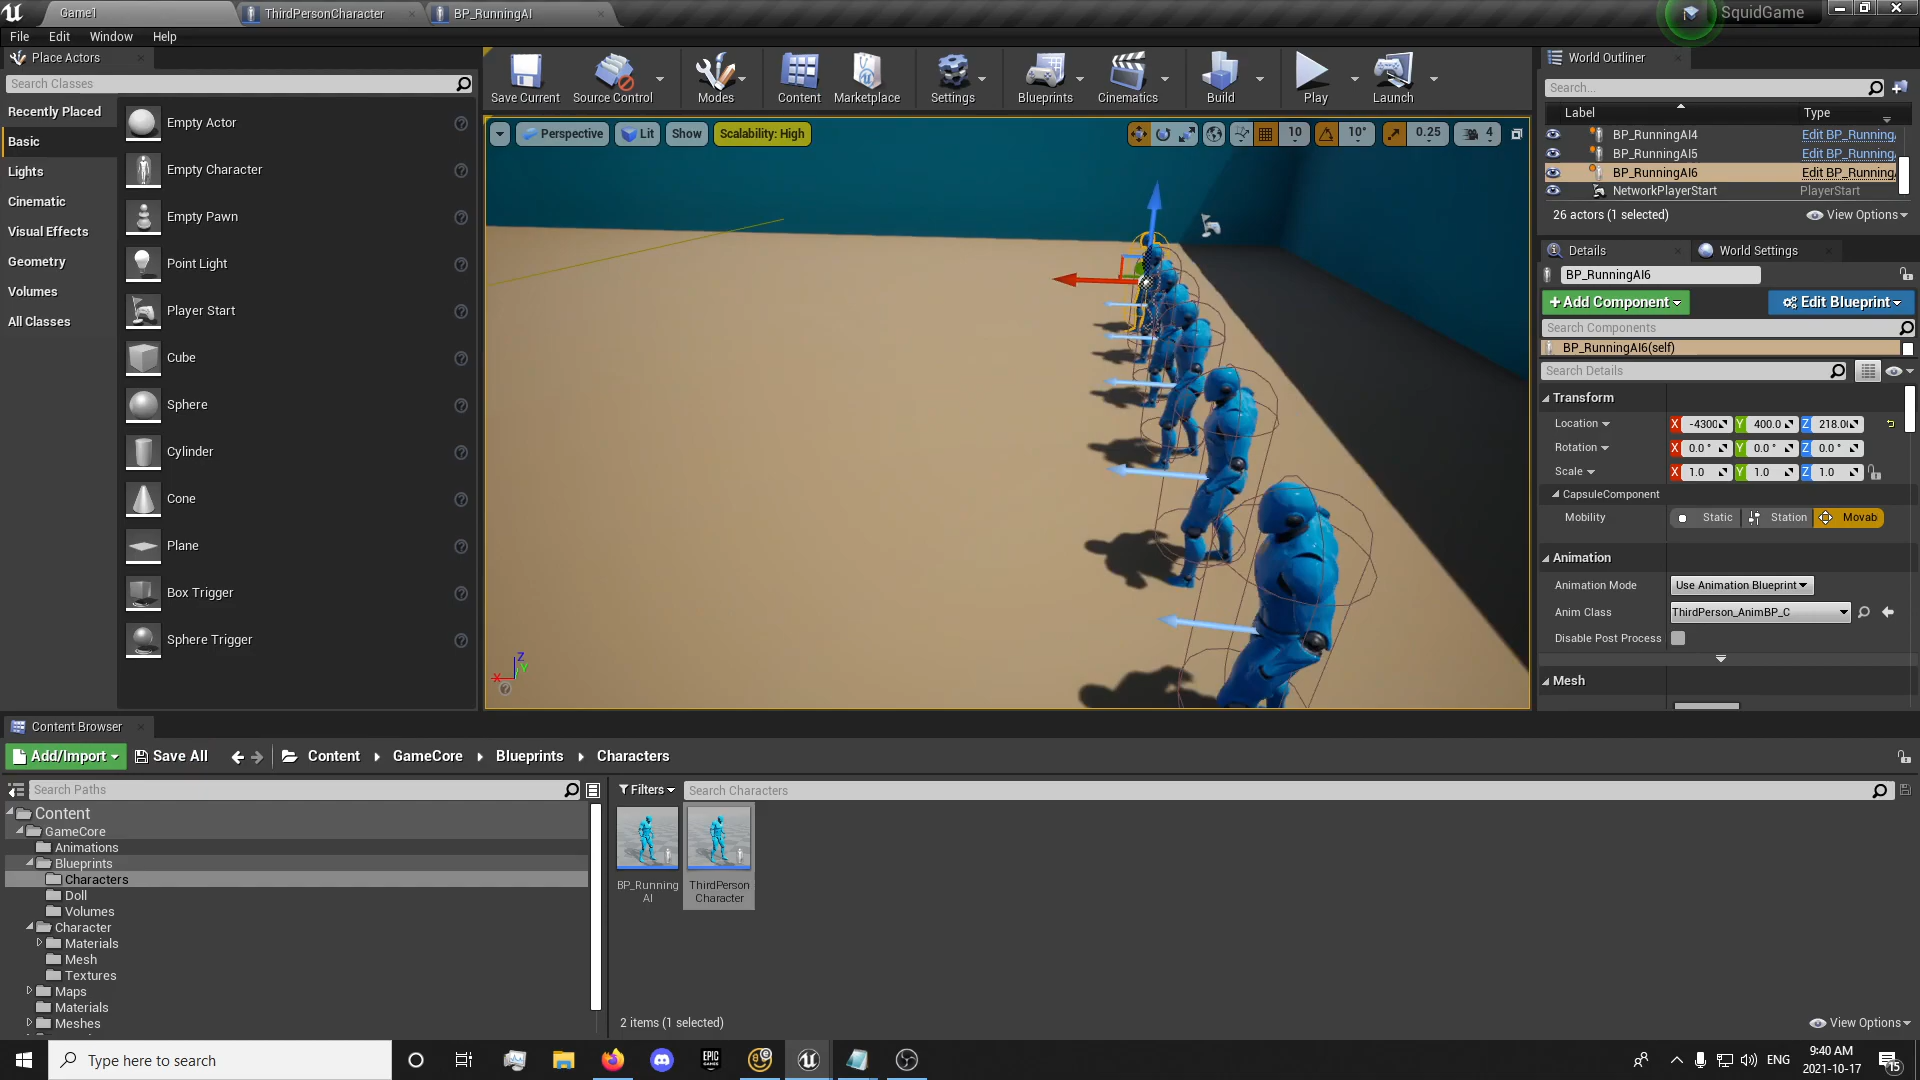 Game1
ThirdPersonCharacter
BP_RunningAI
SquidGame
File
Edit
Window
Help
Place Actors
Search Classes
Recently Placed
Basic
Lights
Cinematic
Visual Effects
Geometry
Volumes
All Classes
Empty Actor
Empty Character
Empty Pawn
Point Light
Player Start
Cube
Sphere
Cylinder
Cone
Plane
Box Trigger
Sphere Trigger
Save Current
Source Control
Modes
Content
Marketplace
Settings
Blueprints
Cinematics
Build
Play
Launch
Perspective
Lit
Show
Scalability: High
10
10°
0.25
4
Z
Y
X
World Outliner
Search...
Label
Type
BP_RunningAI4
Edit BP_Running
BP_RunningAI5
Edit BP_Running
BP_RunningAI6
Edit BP_Running
NetworkPlayerStart
PlayerStart
26 actors (1 selected)
View Options
Details
World Settings
BP_RunningAI6
+Add Component
Edit Blueprint
Search Components
BP_RunningAI6(self)
Search Details
Transform
Location
X -4300
Y 400.0
Z 218.0
Rotation
X 0.0 °
Y 0.0 °
Z 0.0 °
Scale
X 1.0
Y 1.0
Z 1.0
CapsuleComponent
Mobility
Static
Station
Movab
Animation
Animation Mode
Use Animation Blueprint
Anim Class
ThirdPerson_AnimBP_C
Disable Post Process
Mesh
Content Browser
Add/Import
Save All
Content
GameCore
Blueprints
Characters
Search Paths
Content
GameCore
Animations
Blueprints
Characters
Doll
Volumes
Character
Materials
Mesh
Textures
Maps
Materials
Meshes
Filters
Search Characters
BP_Running
AI
ThirdPerson
Character
2 items (1 selected)
View Options
Type here to search
EPIC
ENG
9:40 AM
2021-10-17
15